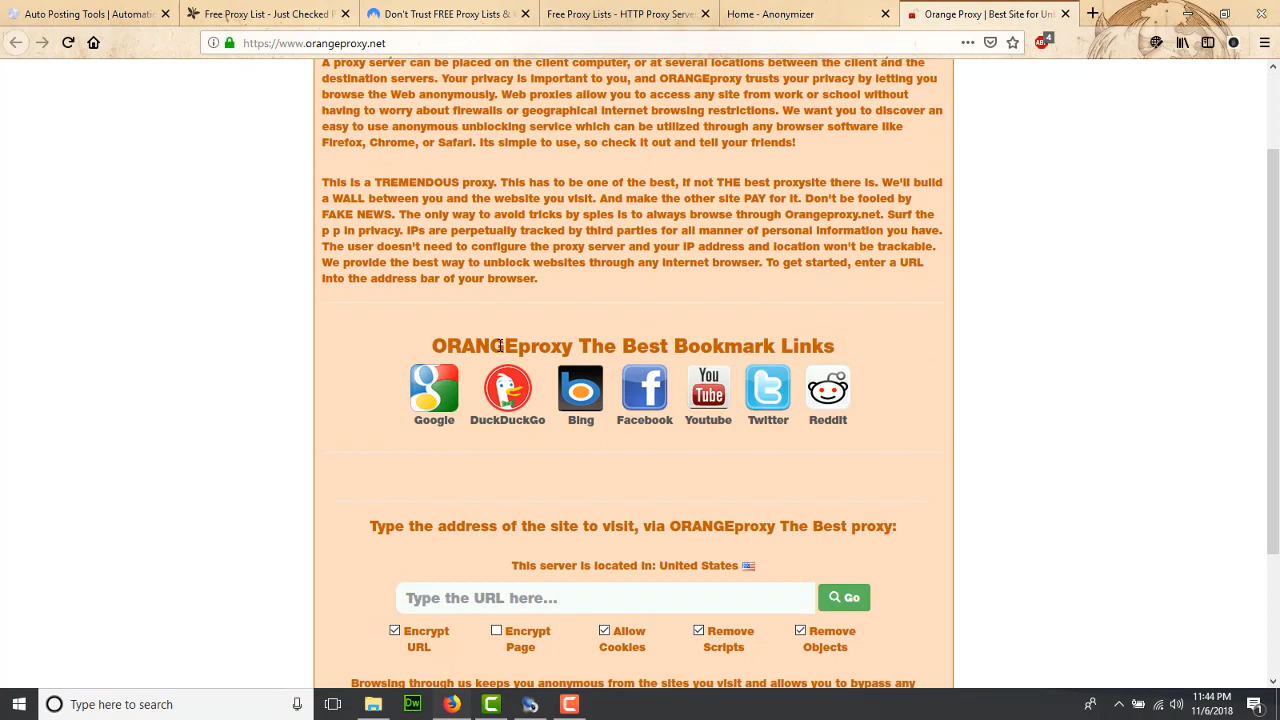 Auto Posting Tools | Automatic
Free Proxy List - Just Checked P
Don't Trust FREE Proxy Lists & W
Free Proxy Lists - HTTP Proxy Serve
Home - Anonymizer
Orange Proxy | Best Site for Un
https://www.orangeproxy.net
4
A proxy server can be placed on the client computer, or at several locations between the client and the
destination servers. Your privacy is important to you, and ORANGEproxy trusts your privacy by letting you
browse the Web anonymously. Web proxies allow you to access any site from work or school without
having to worry about firewalls or geographical internet browsing restrictions. We want you to discover an
easy to use anonymous unblocking service which can be utilized through any browser software like
Firefox, Chrome, or Safari. Its simple to use, so check it out and tell your friends!
This is a TREMENDOUS proxy. This has to be one of the best, if not THE best proxysite there is. We'll build
a WALL between you and the website you visit. And make the other site PAY for it. Don't be fooled by
FAKE NEWS. The only way to avoid tricks by spies is to always browse through Orangeproxy.net. Surf the
p p in privacy. IPs are perpetually tracked by third parties for all manner of personal information you have.
The user doesn't need to configure the proxy server and your IP address and location won't be trackable.
We provide the best way to unblock websites through any internet browser. To get started, enter a URL
into the address bar of your browser.
ORANGEproxy The Best Bookmark Links
You
Tube
Google DuckDuckGo Bing Facebook Youtube Twitter Reddit
Type the address of the site to visit, via ORANGEproxy The Best proxy:
This server is located in: United States
Type the URL here... Go
Encrypt URL
Encrypt Page
Allow Cookies
Remove Scripts
Remove Objects
Browsing through us keeps you anonymous from the sites you visit and allows you to bypass any
Type here to search
Dw
11:44 PM
11/6/2018